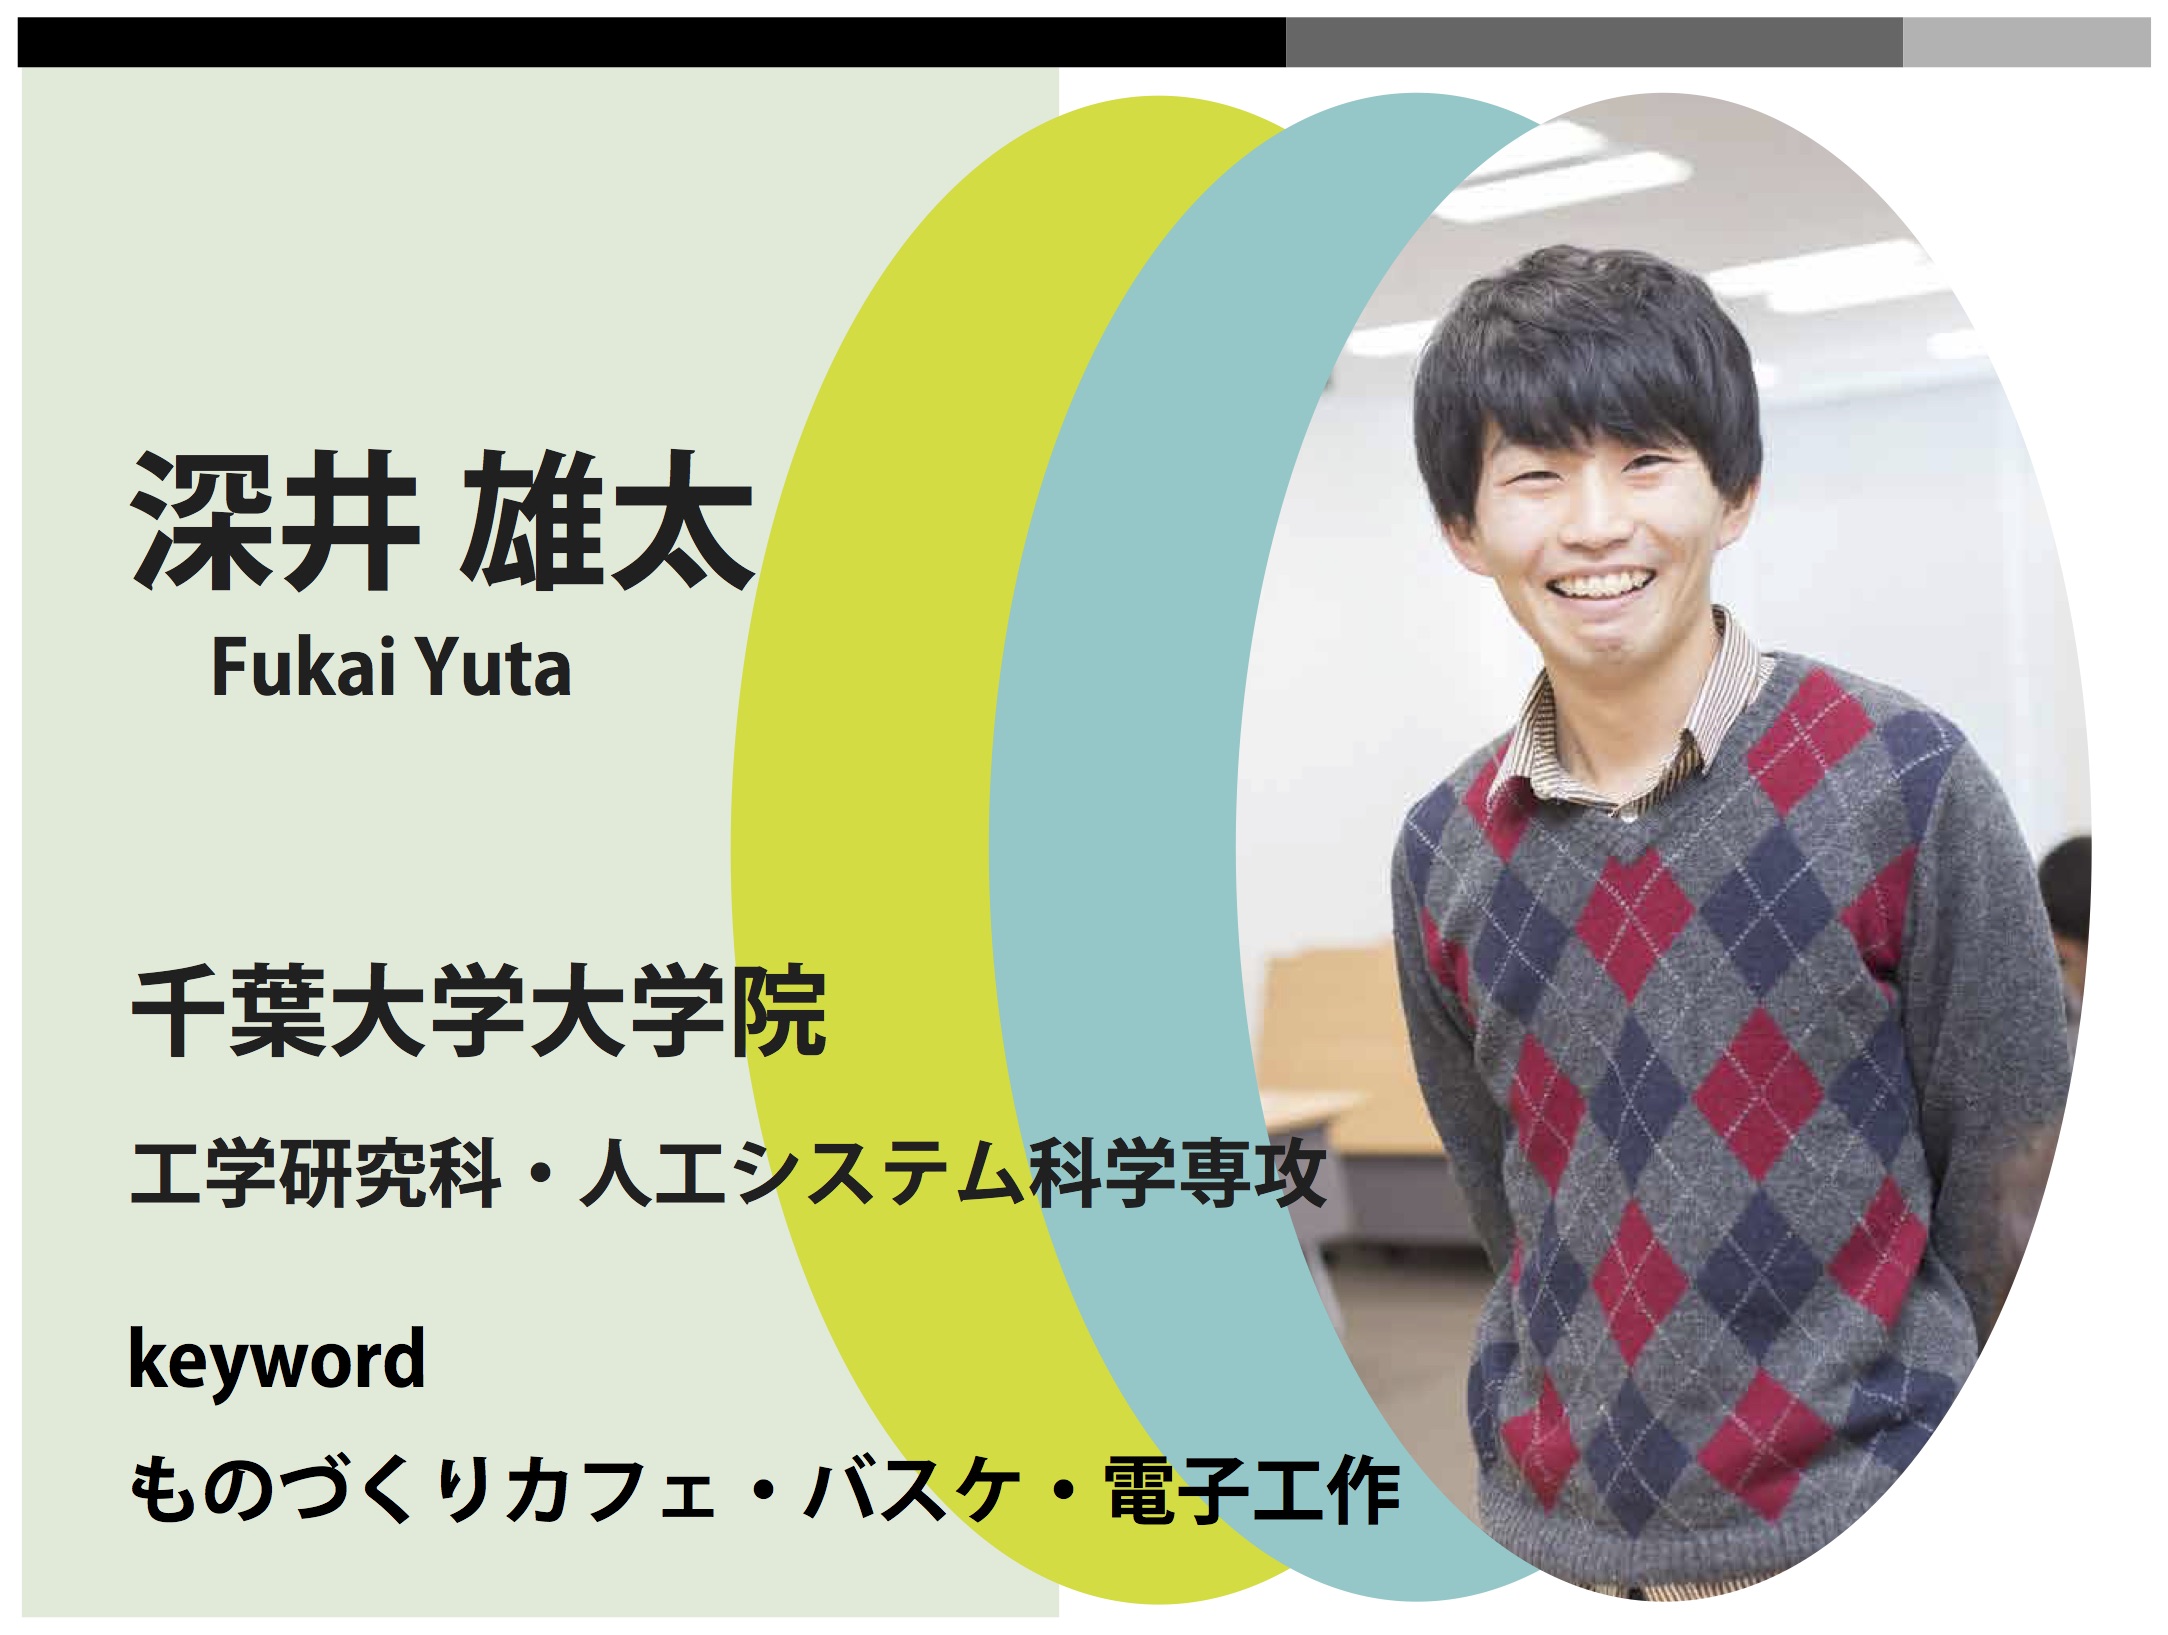 深井 雄太
Fukai Yuta
千葉大学大学院
工学研究科・人工システム科学専攻
keyword
ものづくりカフェ・バスケ・電子工作